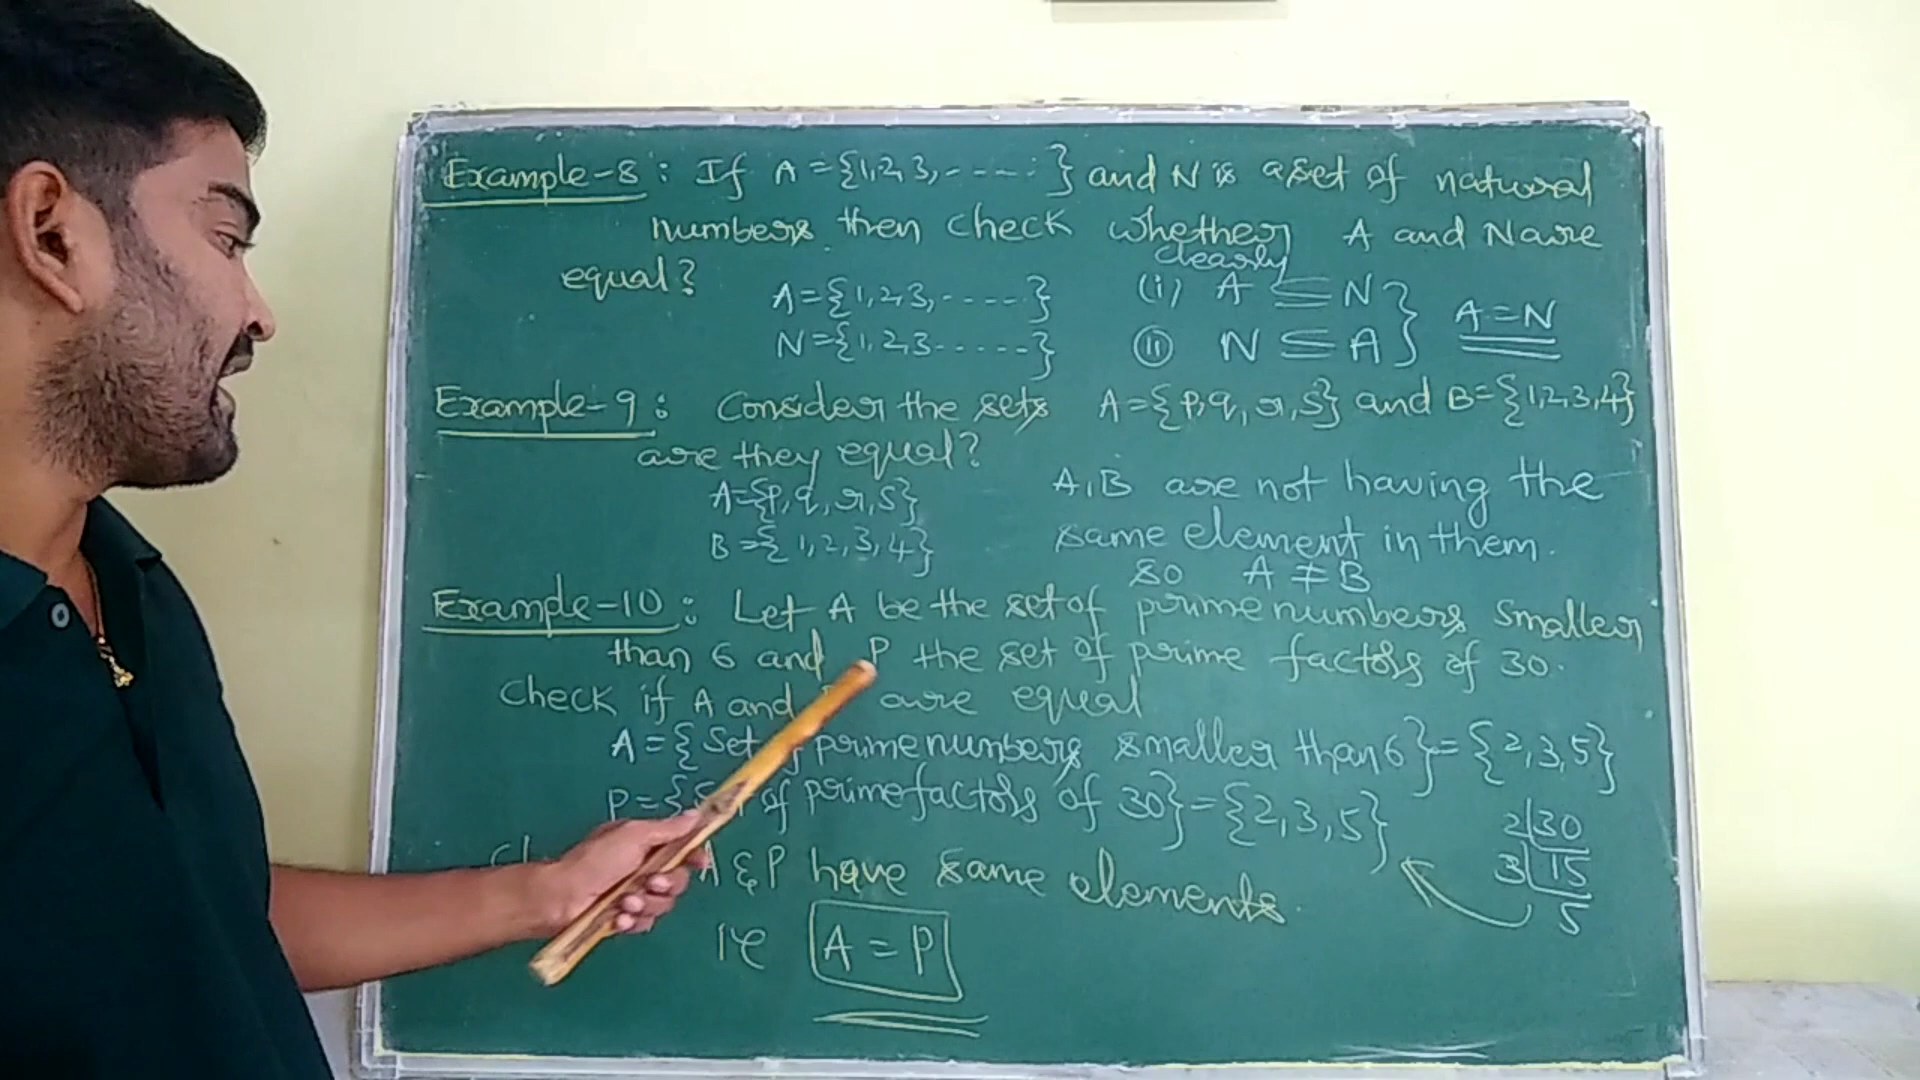 Example-8: If A={1,2,3,-----} and N is a set of natural
numbers then check whether A and N are
equal?
clearly
A={1,2,3,-----}
(i) A ⊆ N
N={1,2,3-----}
(ii) N ⊆ A
A=N
Example-9: Consider the sets A={p,q,r,s} and B={1,2,3,4}
are they equal?
A={p,q,r,s}
B={1,2,3,4}
A,B are not having the
same element in them.
so A ≠ B
Example-10: Let A be the set of prime numbers smaller
than 6 and P the set of prime factors of 30.
Check if A and are equal
A={Set prime numbers smaller than 6}={2,3,5}
P={ of prime factors of 30}={2,3,5}
2|30
3|15
5
A & P have same elements.
ie A = P